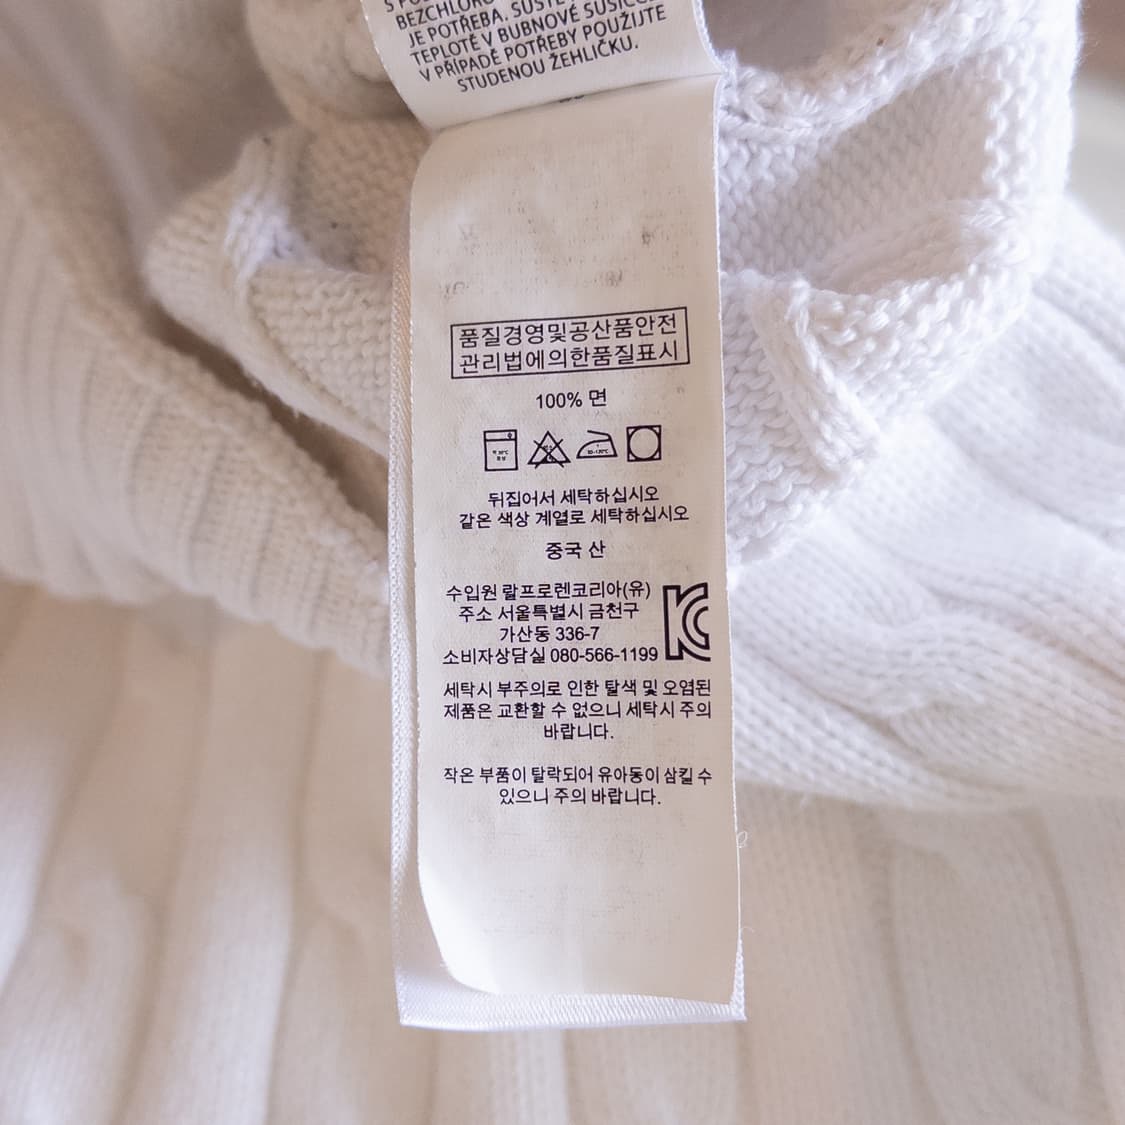 BEZCHLORO
JE POTŘEBA. SUŠTE
TEPLOTĚ V BUBNOVÉ SUŠIČCE
V PŘÍPADĚ POTŘEBY POUŽIJTE
STUDENOU ŽEHLIČKU.
품질경영및공산품안전
관리법에의한품질표시
100% 면
뒤집어서 세탁하십시오
같은 색상 계열로 세탁하십시오
중국 산
수입원 랄프로렌코리아(유)
주소 서울특별시 금천구
가산동 336-7
소비자상담실 080-566-1199
세탁시 부주의로 인한 탈색 및 오염된
제품은 교환할 수 없으니 세탁시 주의
바랍니다.
작은 부품이 탈락되어 유아동이 삼킬 수
있으니 주의 바랍니다.